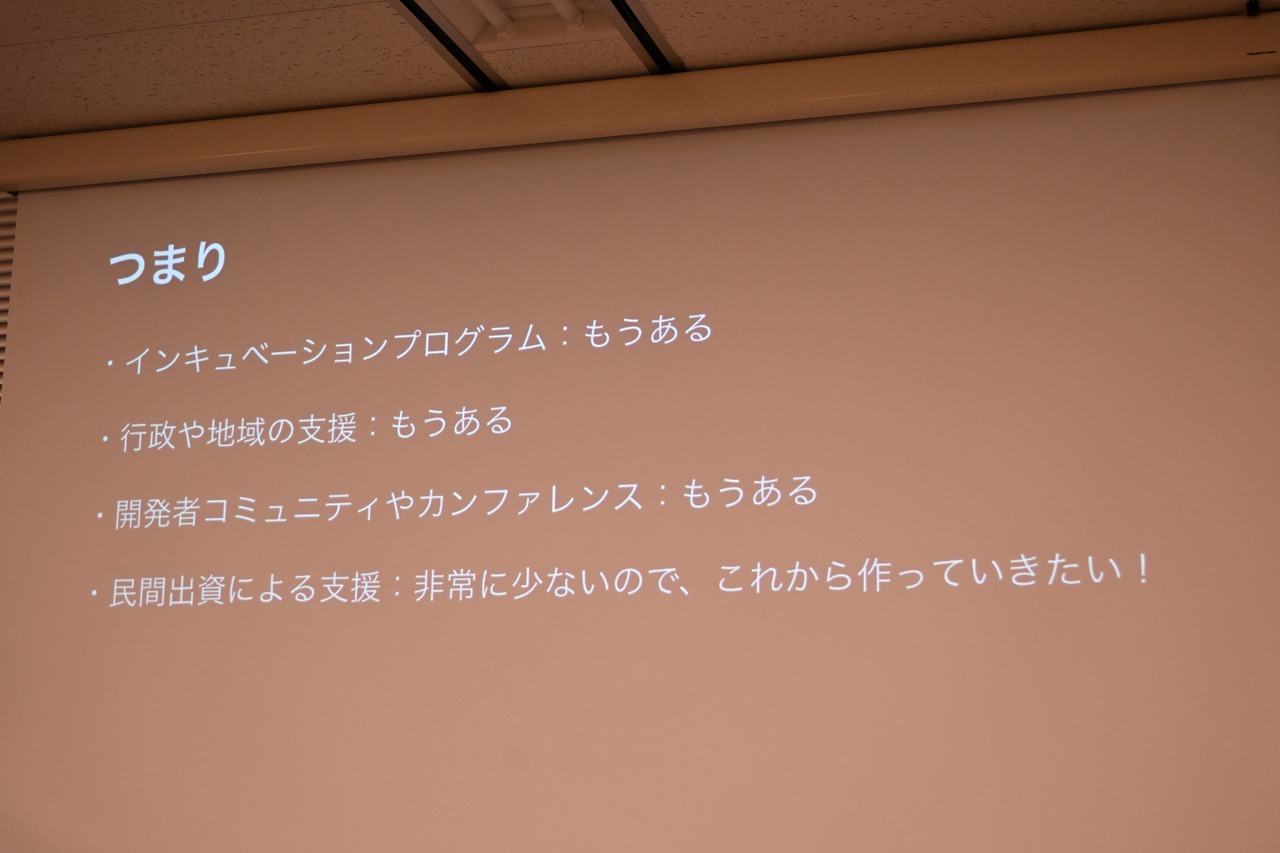 つまり
・インキュベーションプログラム：もうある
・行政や地域の支援：もうある
・開発者コミュニティやカンファレンス：もうある
・民間出資による支援：非常に少ないので、これから作っていきたい！